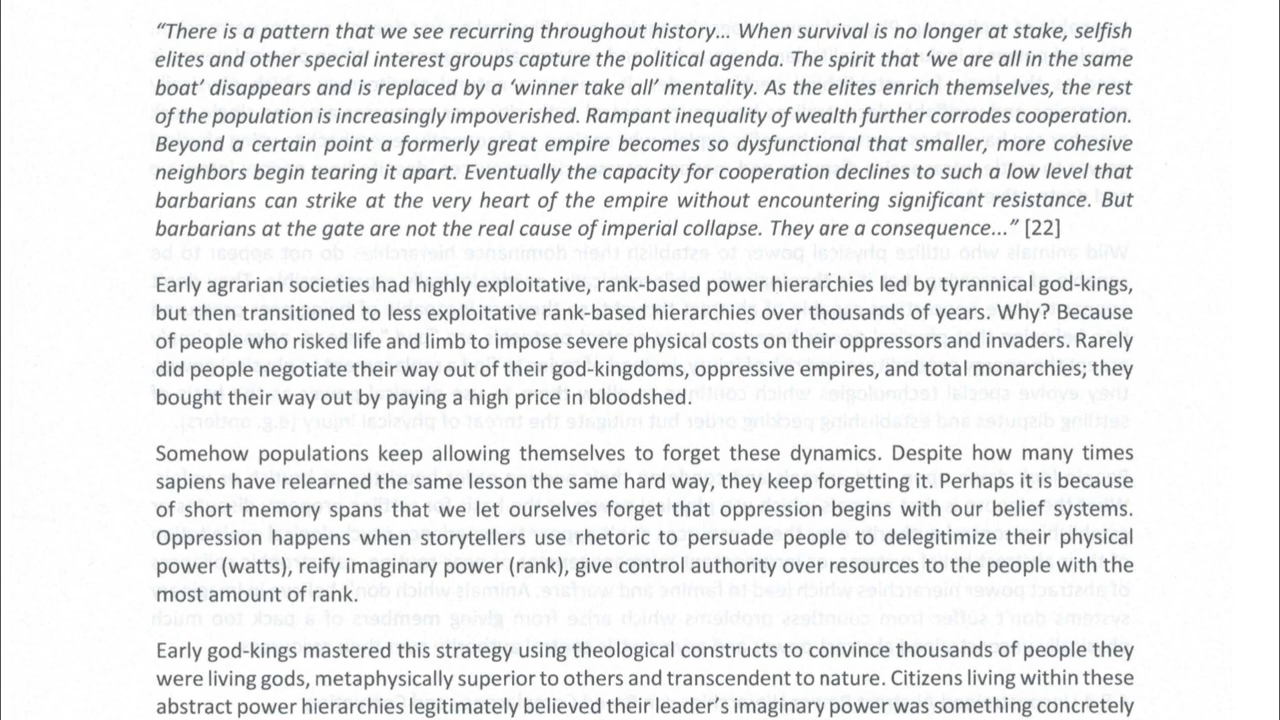 “There is a pattern that we see recurring throughout history... When survival is no longer at stake, selfish
elites and other special interest groups capture the political agenda. The spirit that ‘we are all in the same
boat’ disappears and is replaced by a ‘winner take all’ mentality. As the elites enrich themselves, the rest
of the population is increasingly impoverished. Rampant inequality of wealth further corrodes cooperation.
Beyond a certain point a formerly great empire becomes so dysfunctional that smaller, more cohesive
neighbors begin tearing it apart. Eventually the capacity for cooperation declines to such a low level that
barbarians can strike at the very heart of the empire without encountering significant resistance. But
barbarians at the gate are not the real cause of imperial collapse. They are a consequence...” [22]
Early agrarian societies had highly exploitative, rank-based power hierarchies led by tyrannical god-kings,
but then transitioned to less exploitative rank-based hierarchies over thousands of years. Why? Because
of people who risked life and limb to impose severe physical costs on their oppressors and invaders. Rarely
did people negotiate their way out of their god-kingdoms, oppressive empires, and total monarchies; they
bought their way out by paying a high price in bloodshed.
Somehow populations keep allowing themselves to forget these dynamics. Despite how many times
sapiens have relearned the same lesson the same hard way, they keep forgetting it. Perhaps it is because
of short memory spans that we let ourselves forget that oppression begins with our belief systems.
Oppression happens when storytellers use rhetoric to persuade people to delegitimize their physical
power (watts), reify imaginary power (rank), give control authority over resources to the people with the
most amount of rank.
Early god-kings mastered this strategy using theological constructs to convince thousands of people they
were living gods, metaphysically superior to others and transcendent to nature. Citizens living within these
abstract power hierarchies legitimately believed their leader’s imaginary power was something concretely